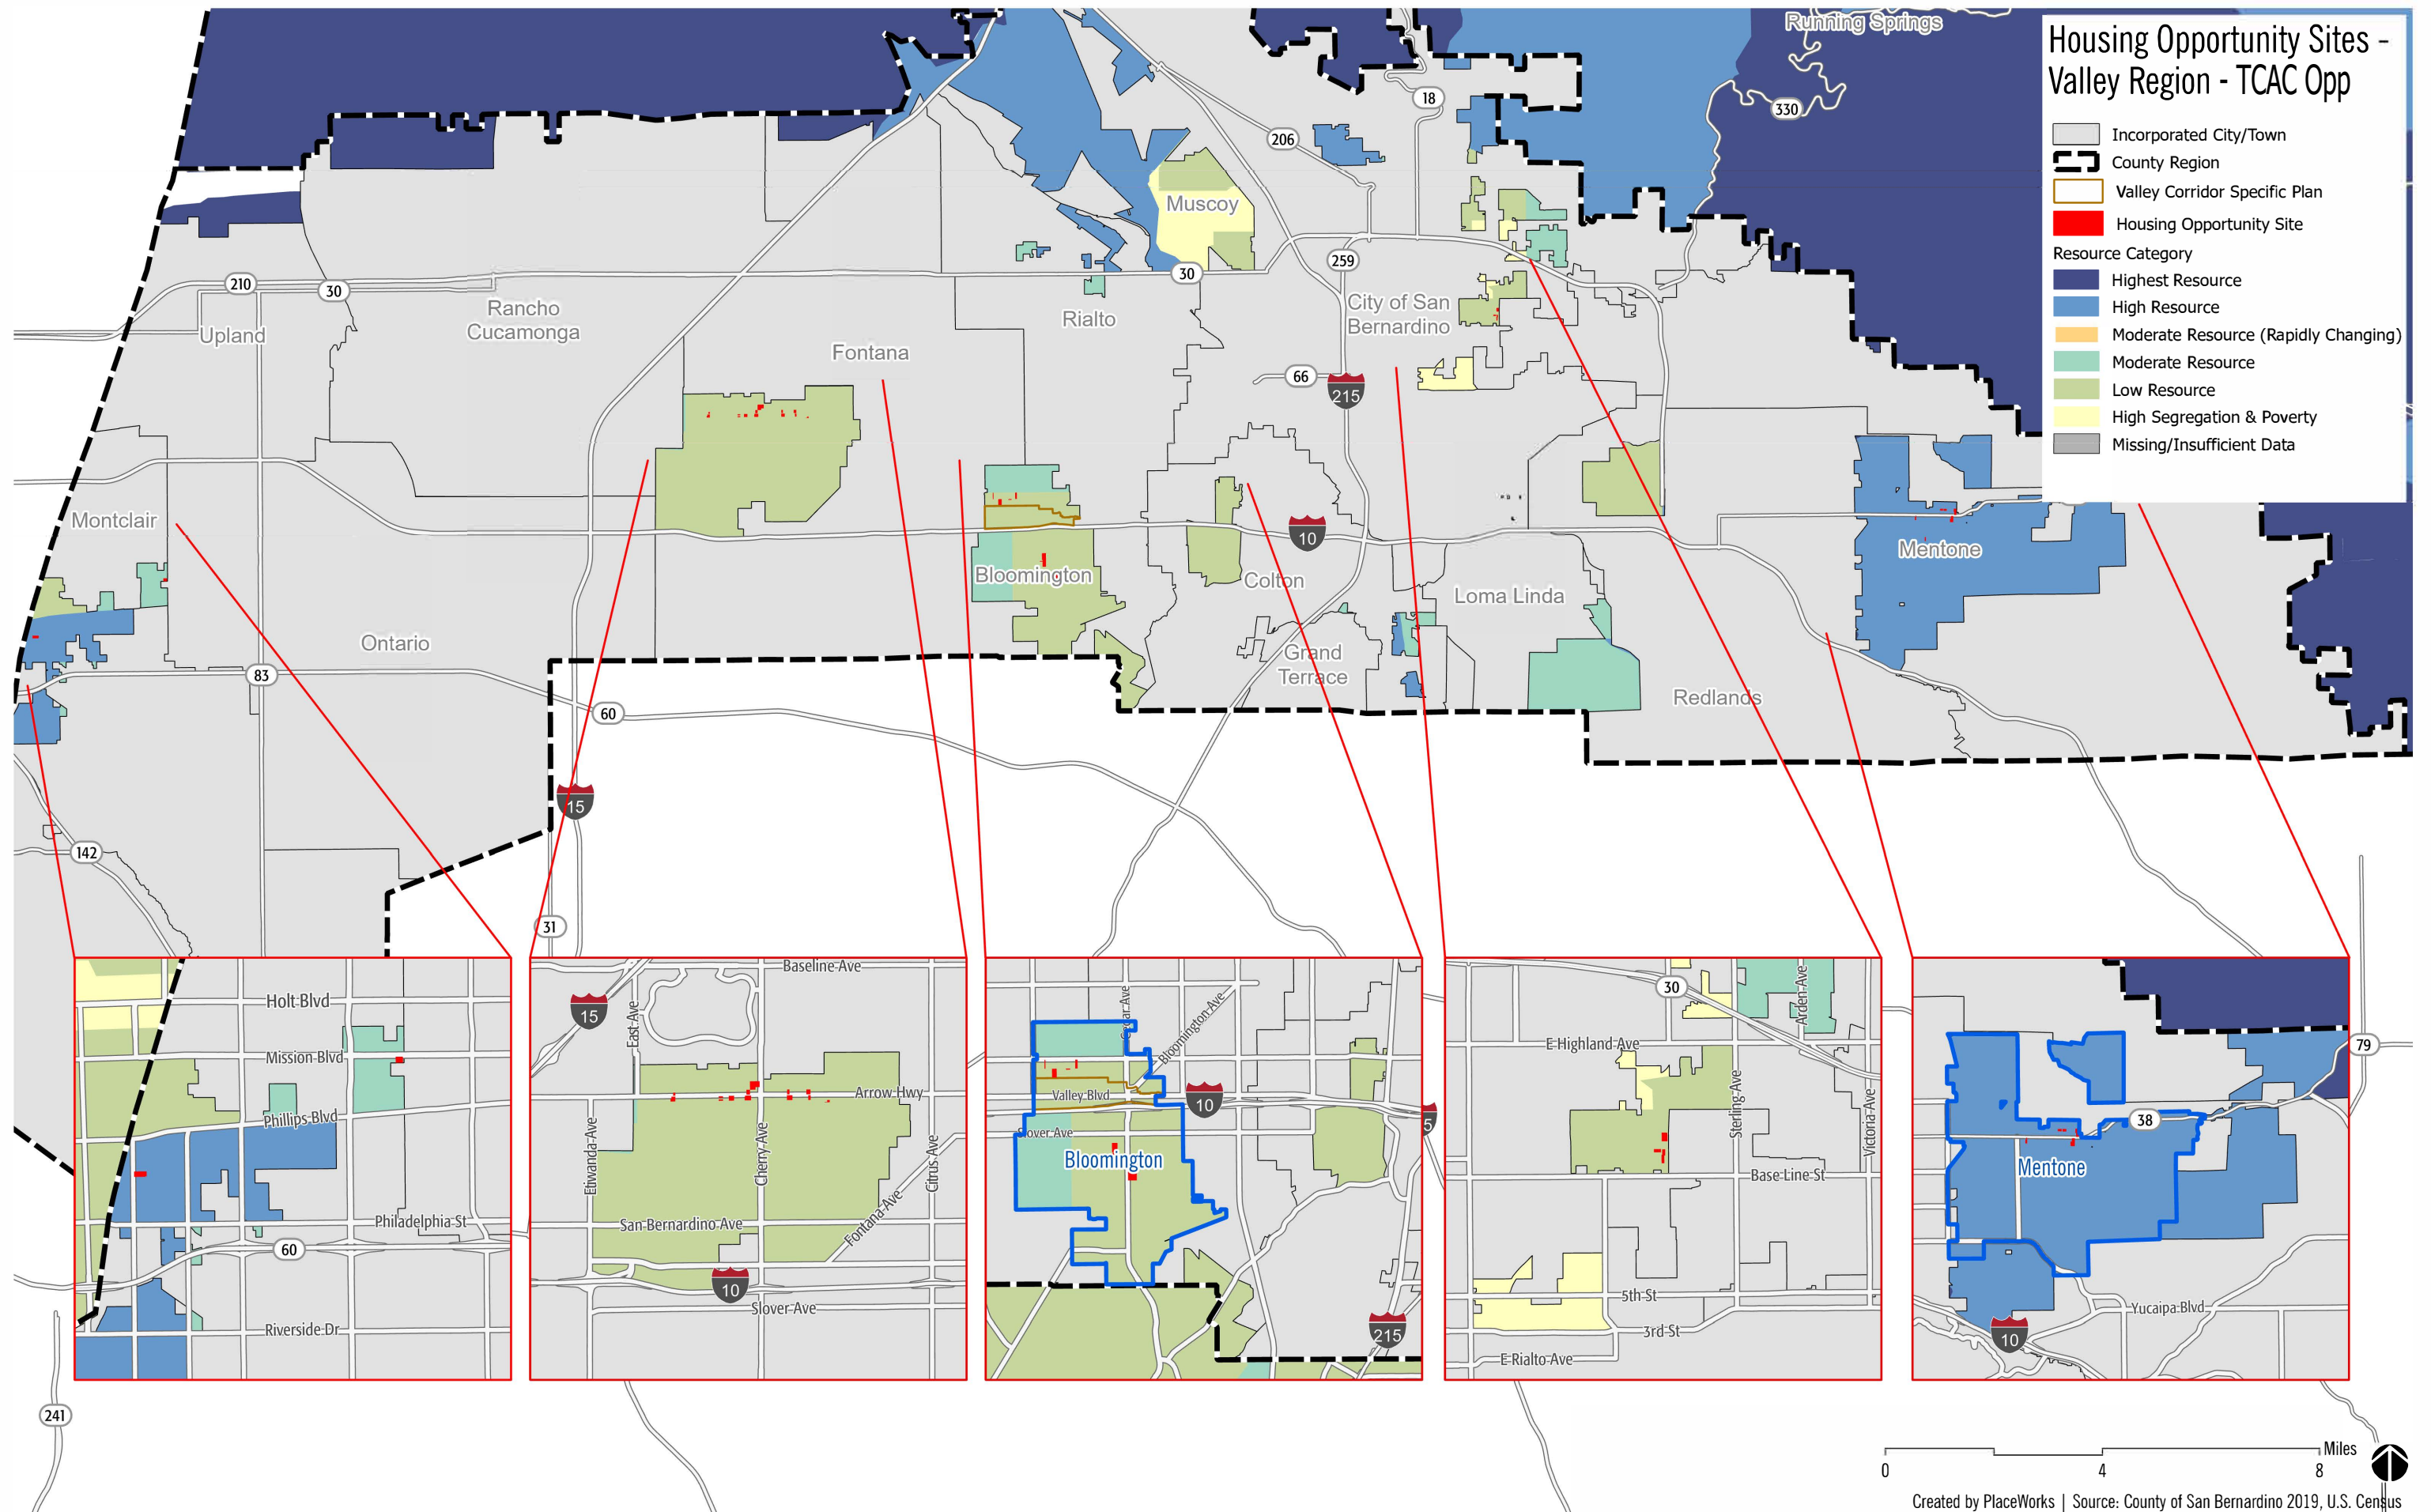 Housing Opportunity Sites -
Valley Region - TCAC Opp
Incorporated City/Town
County Region
Valley Corridor Specific Plan
Housing Opportunity Site
Resource Category
Highest Resource
High Resource
Moderate Resource (Rapidly Changing)
Moderate Resource
Low Resource
High Segregation & Poverty
Missing/Insufficient Data
Running Springs
18
330
206
Muscoy
259
30
210
30
Upland
Rancho
Cucamonga
Rialto
City of San
Bernardino
Fontana
66
215
Montclair
10
Mentone
Bloomington
Colton
Loma Linda
Ontario
Grand
Terrace
83
60
Redlands
15
142
31
Holt Blvd
Mission Blvd
Phillips Blvd
Philadelphia St
60
Riverside Dr
Baseline Ave
15
East Ave
Arrow Hwy
Etiwanda Ave
Cherry Ave
Citrus Ave
San Bernardino Ave
Fontana Ave
10
Slover Ave
Bloomington Ave
Valley Blvd
10
Slover Ave
Bloomington
5
215
30
Arden Ave
E Highland Ave
Sterling Ave
Victoria Ave
Base Line St
5th St
3rd St
E Rialto Ave
79
38
Mentone
Yucaipa Blvd
10
241
Miles
0
4
8
Created by PlaceWorks | Source: County of San Bernardino 2019, U.S. Census